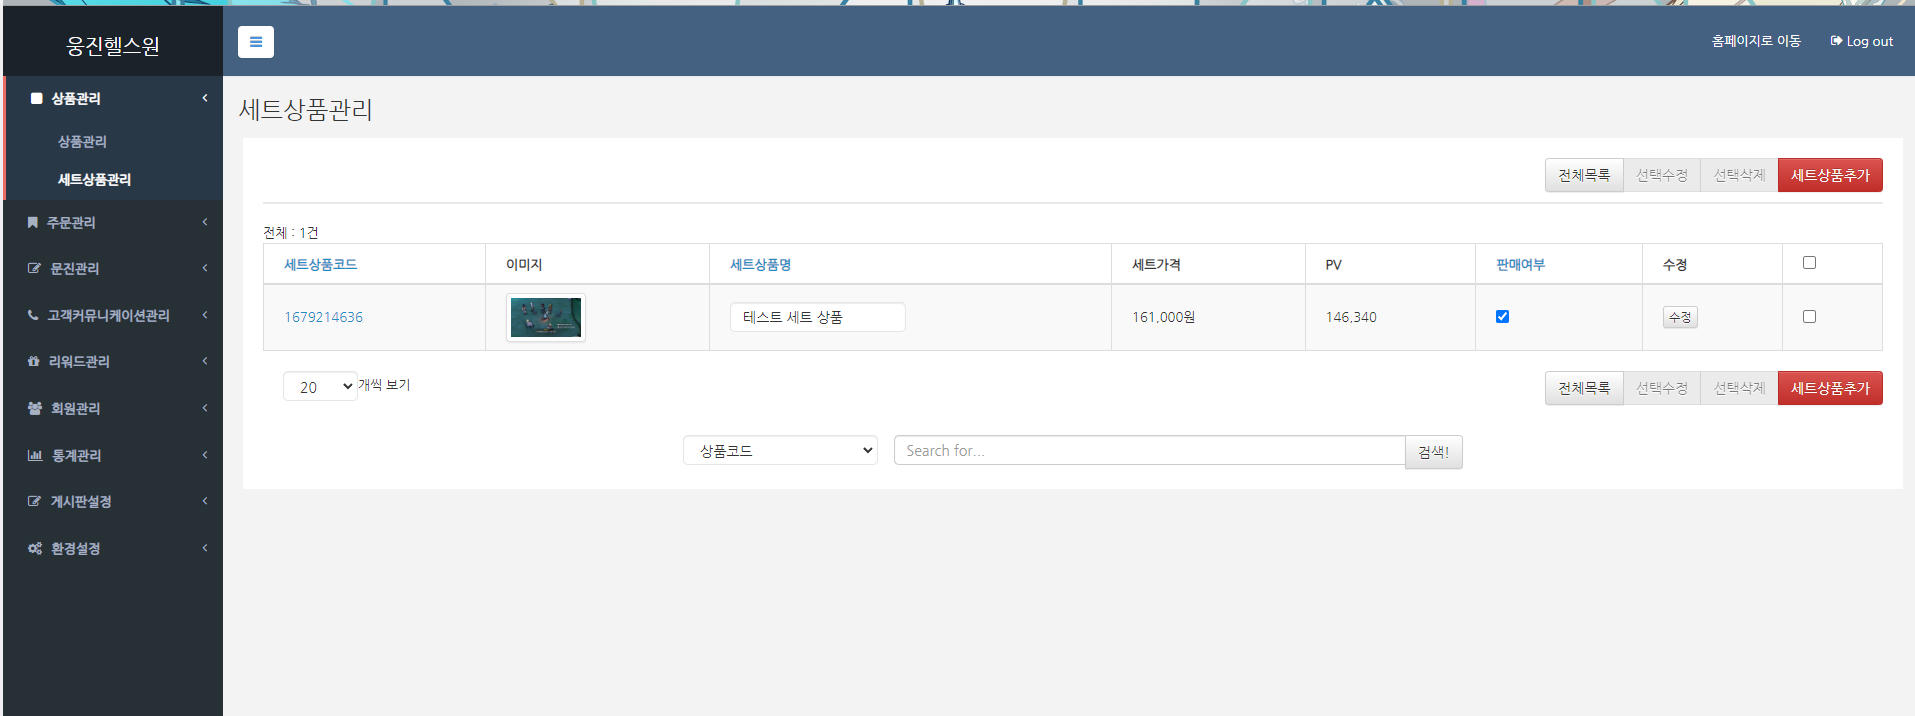 웅진헬스원
홈페이지로 이동 Log out
상품관리
상품관리
세트상품관리
주문관리
문진관리
고객커뮤니케이션관리
리워드관리
회원관리
통계관리
게시판설정
환경설정
세트상품관리
전체목록 선택수정 선택삭제 세트상품추가
전체 : 1건
세트상품코드 이미지 세트상품명 세트가격 PV 판매여부 수정
1679214636 테스트 세트 상품 161,000원 146,340 수정
20 개씩 보기
전체목록 선택수정 선택삭제 세트상품추가
상품코드 Search for... 검색!